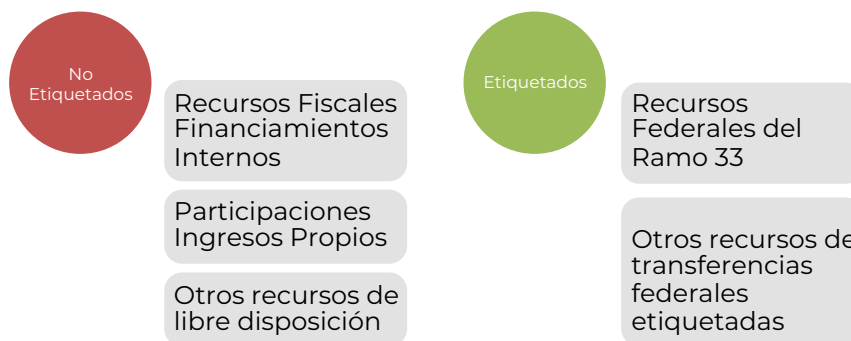 No
Etiquetados
Recursos Fiscales
Financiamientos
Internos
Participaciones
Ingresos Propios
Otros recursos de
libre disposición
Etiquetados
Recursos
Federales del
Ramo 33
Otros recursos de
transferencias
federales
etiquetadas